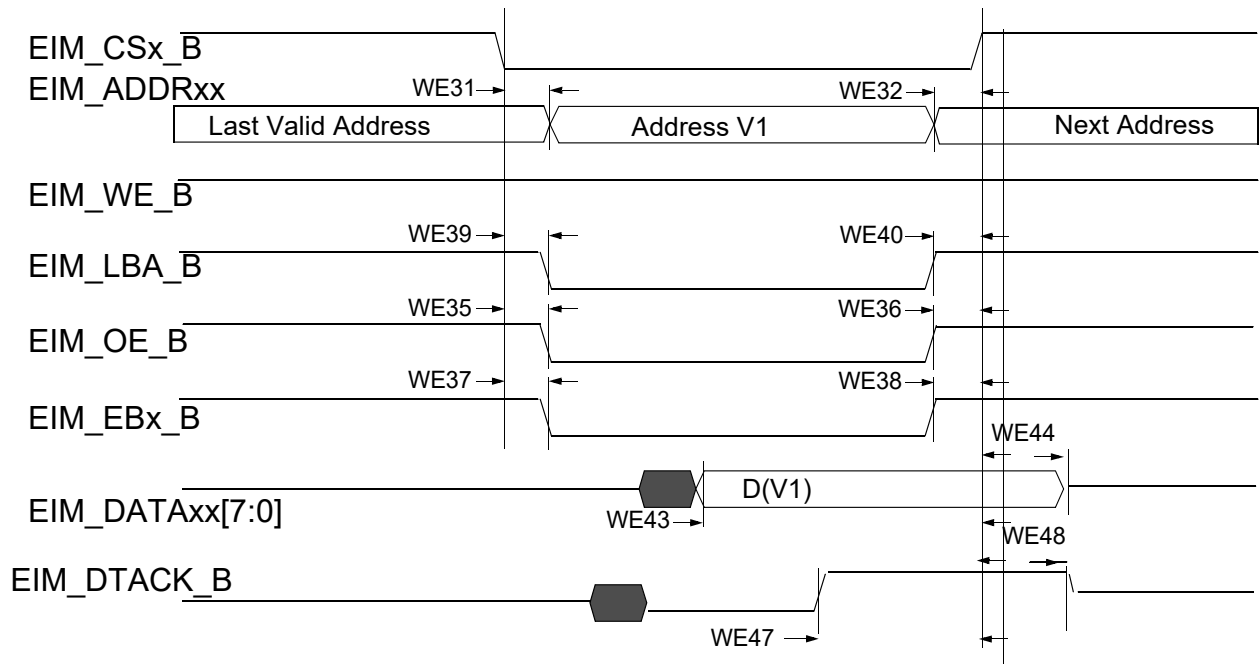 EIM_CSx_B
EIM_ADDRxx
WE31
WE32
Last Valid Address
Address V1
Next Address
EIM_WE_B
WE39
WE40
EIM_LBA_B
WE35
WE36
EIM_OE_B
WE37
WE38
EIM_EBx_B
WE44
D(V1)
EIM_DATAxx[7:0]
WE43
WE48
EIM_DTACK_B
WE47